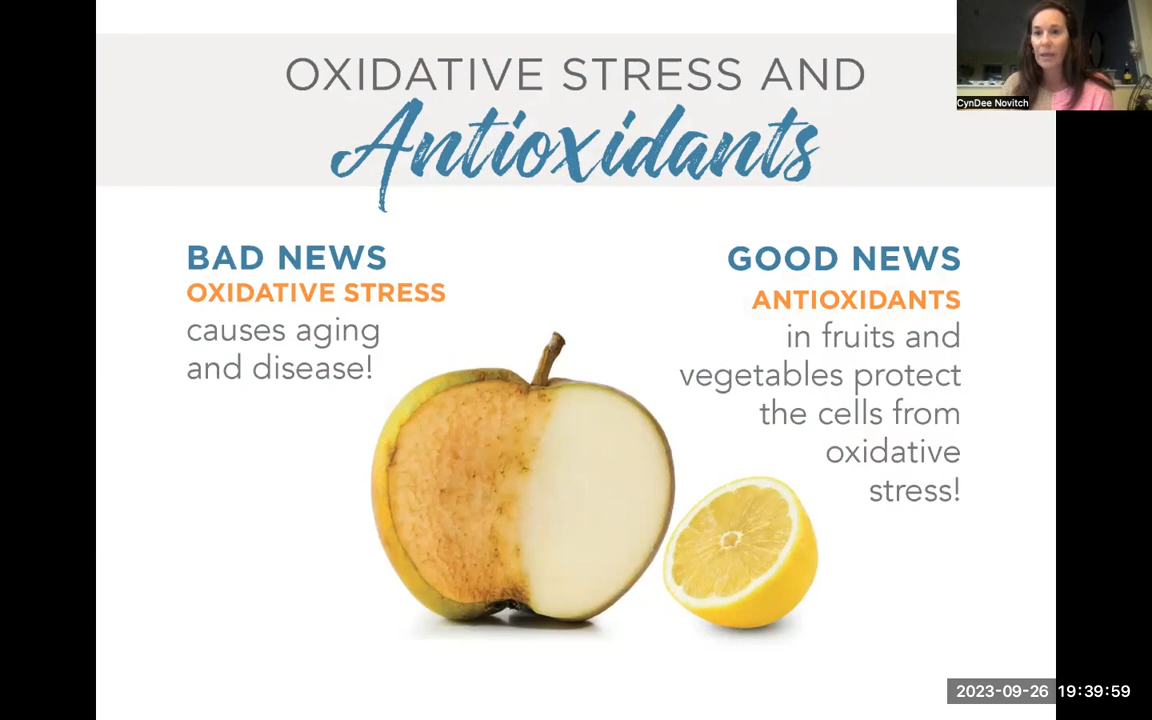 OXIDATIVE STRESS AND
Antioxidants
CynDee Novitch
BAD NEWS
OXIDATIVE STRESS
causes aging
and disease!
GOOD NEWS
ANTIOXIDANTS
in fruits and
vegetables protect
the cells from
oxidative
stress!
2023-09-26 19:39:59